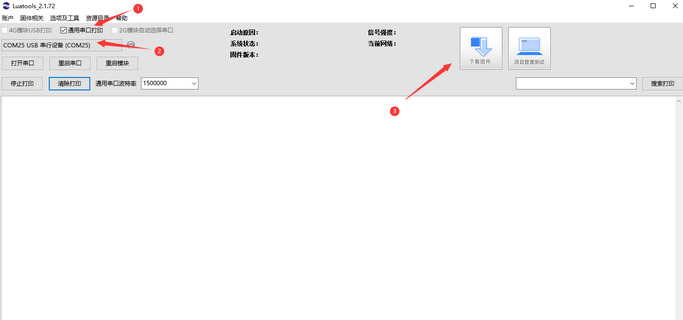 Luatools_2.1.72
账户 固件相关 选项及工具 资源目录 帮助
4G模块USB打印 通用串口打印 2G模块自动选择串口
1
COM25 USB 串行设备 (COM25)
2
打开串口 重启串口 重启模块
停止打印 清除打印 通用串口波特率 1500000
启动原因：
系统状态：
固件版本：
信号强度：
当前网络：
下载固件
项目管理测试
3
搜索打印